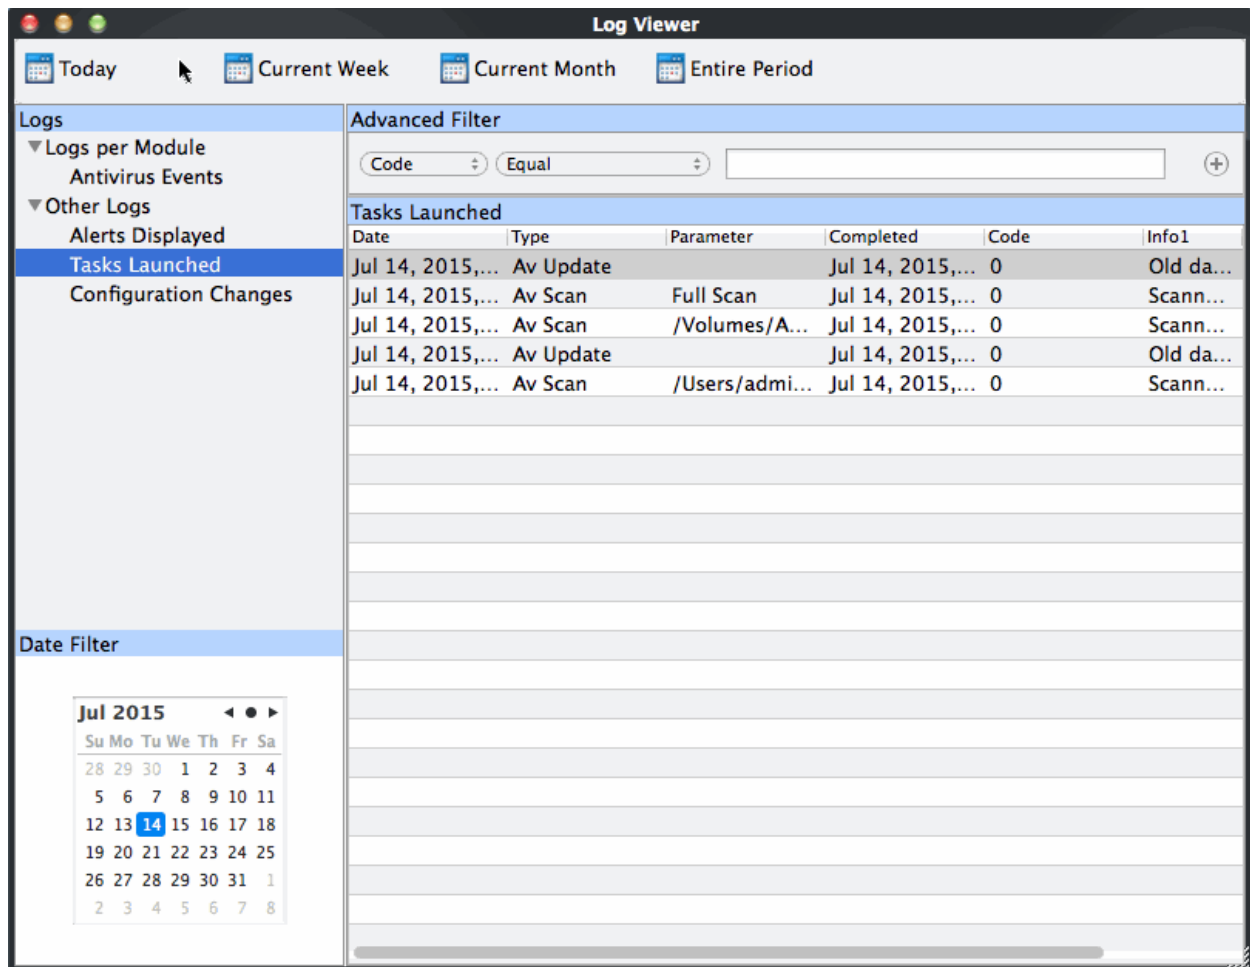 Log Viewer
Today Current Week Current Month Entire Period
Logs
Logs per Module
Antivirus Events
Other Logs
Alerts Displayed
Tasks Launched
Configuration Changes
Advanced Filter
Code Equal
Tasks Launched
Date Type Parameter Completed Code Info1
Jul 14, 2015,... Av Update Jul 14, 2015,... 0 Old da...
Jul 14, 2015,... Av Scan Full Scan Jul 14, 2015,... 0 Scann...
Jul 14, 2015,... Av Scan /Volumes/A... Jul 14, 2015,... 0 Scann...
Jul 14, 2015,... Av Update Jul 14, 2015,... 0 Old da...
Jul 14, 2015,... Av Scan /Users/admi... Jul 14, 2015,... 0 Scann...
Date Filter
Jul 2015
Su Mo Tu We Th Fr Sa
28 29 30 1 2 3 4
5 6 7 8 9 10 11
12 13 14 15 16 17 18
19 20 21 22 23 24 25
26 27 28 29 30 31 1
2 3 4 5 6 7 8